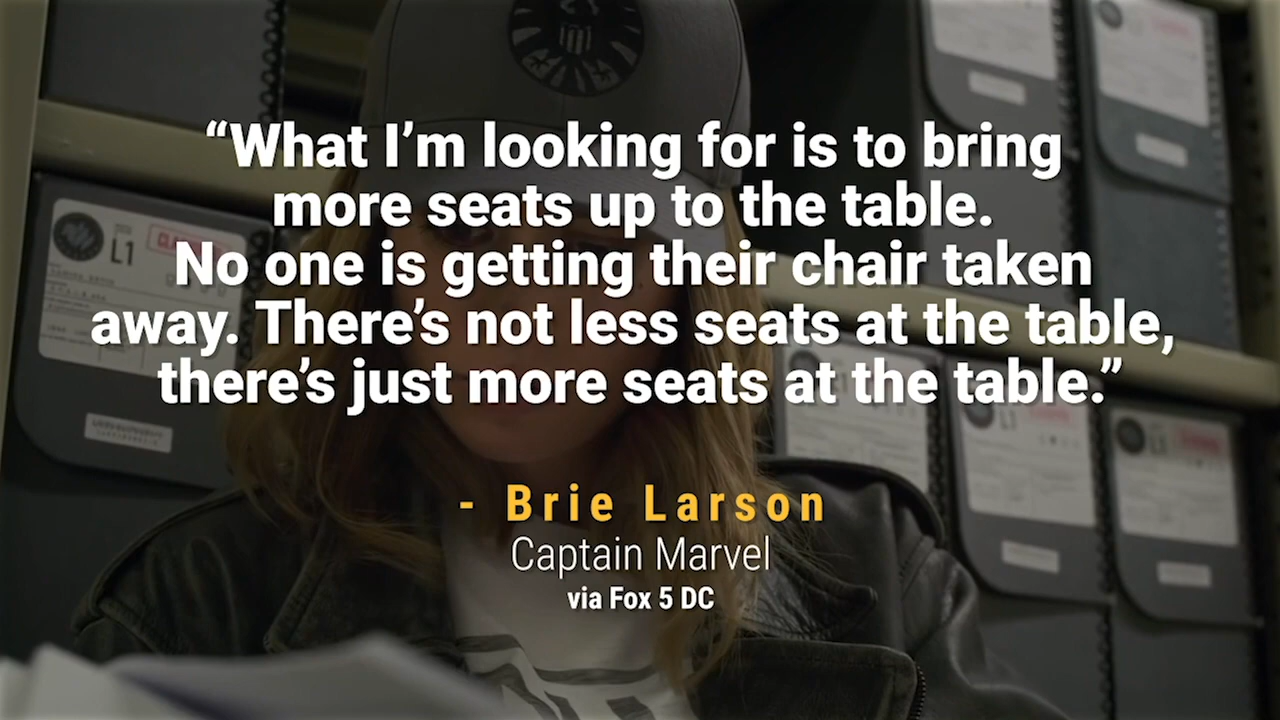 “What I’m looking for is to bring
more seats up to the table.
No one is getting their chair taken
away. There’s not less seats at the table,
there’s just more seats at the table.”
- Brie Larson
Captain Marvel
via Fox 5 DC
L1